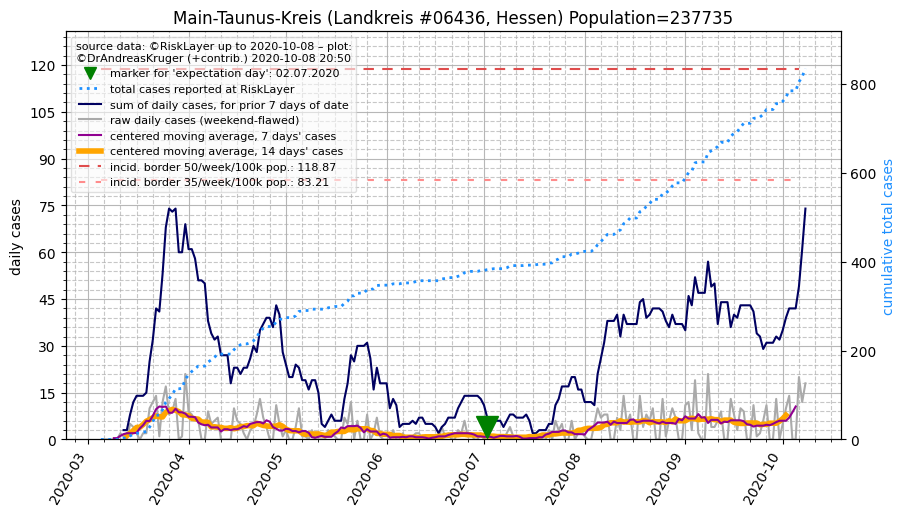 Main-Taunus-Kreis (Landkreis #06436, Hessen) Population=237735
source data: ©RiskLayer up to 2020-10-08 – plot:
©DrAndreasKruger (+contrib.) 2020-10-08 20:50
marker for 'expectation day': 02.07.2020
total cases reported at RiskLayer
sum of daily cases, for prior 7 days of date
raw daily cases (weekend-flawed)
centered moving average, 7 days' cases
centered moving average, 14 days' cases
incid. border 50/week/100k pop.: 118.87
incid. border 35/week/100k pop.: 83.21
daily cases
120
105
90
75
60
45
30
15
0
cumulative total cases
800
600
400
200
0
2020-03
2020-04
2020-05
2020-06
2020-07
2020-08
2020-09
2020-10